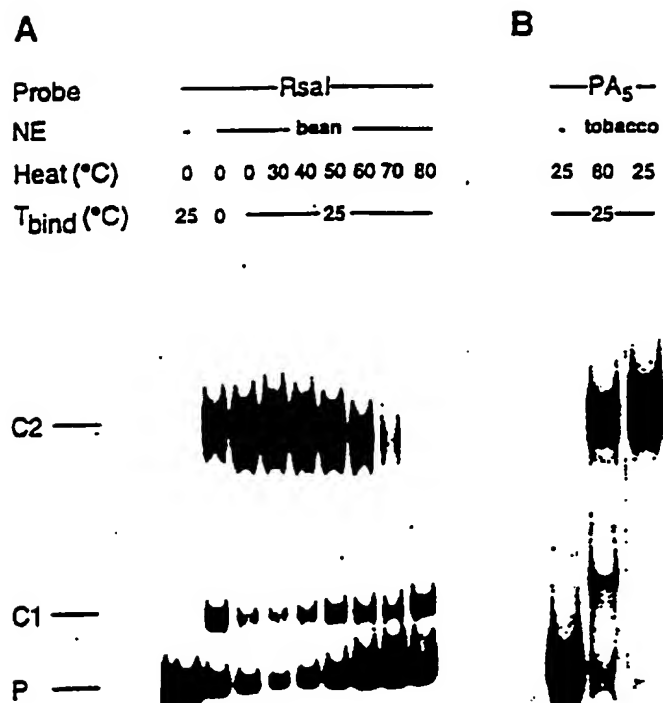 A B
Probe RsaI PA5
NE - bean - tobacco
Heat (°C) 0 0 0 30 40 50 60 70 80 25 80 25
Tbind (°C) 25 0 25 25
C2
C1
P